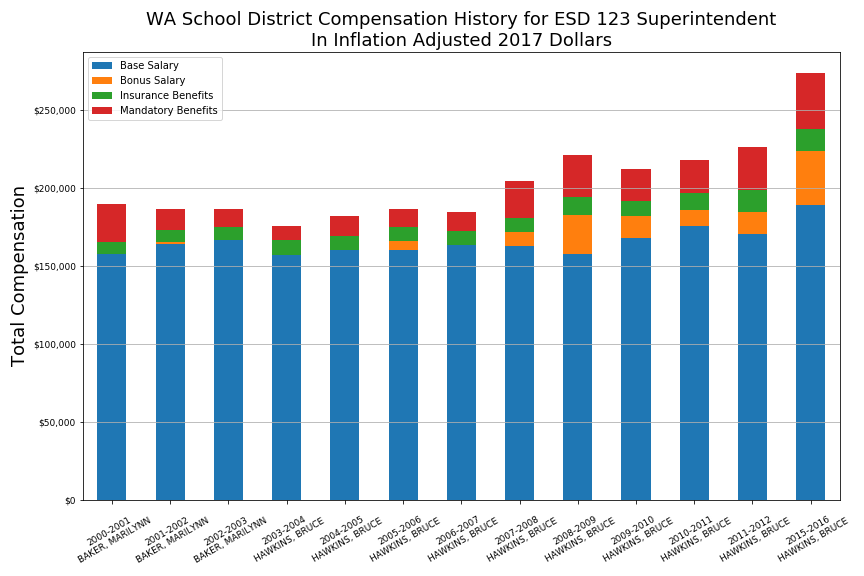 WA School District Compensation History for ESD 123 Superintendent
In Inflation Adjusted 2017 Dollars
Base Salary
Bonus Salary
Insurance Benefits
Mandatory Benefits
Total Compensation
$250,000
$200,000
$150,000
$100,000
$50,000
$0
2000-2001
BAKER, MARILYNN
2001-2002
BAKER, MARILYNN
2002-2003
BAKER, MARILYNN
2003-2004
HAWKINS, BRUCE
2004-2005
HAWKINS, BRUCE
2005-2006
HAWKINS, BRUCE
2006-2007
HAWKINS, BRUCE
2007-2008
HAWKINS, BRUCE
2008-2009
HAWKINS, BRUCE
2009-2010
HAWKINS, BRUCE
2010-2011
HAWKINS, BRUCE
2011-2012
HAWKINS, BRUCE
2015-2016
HAWKINS, BRUCE